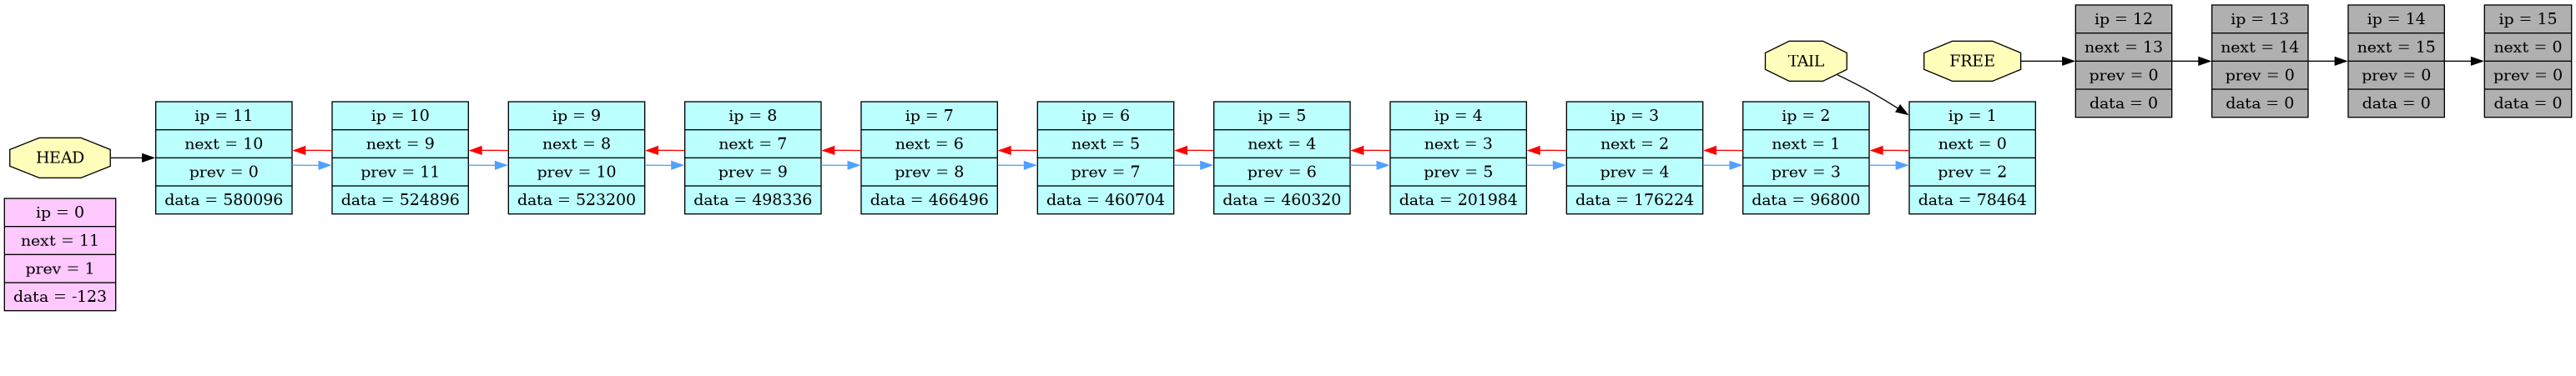 HEAD
ip = 0
next = 11
prev = 1
data = -123
ip = 11
next = 10
prev = 0
data = 580096
ip = 10
next = 9
prev = 11
data = 524896
ip = 9
next = 8
prev = 10
data = 523200
ip = 8
next = 7
prev = 9
data = 498336
ip = 7
next = 6
prev = 8
data = 466496
ip = 6
next = 5
prev = 7
data = 460704
ip = 5
next = 4
prev = 6
data = 460320
ip = 4
next = 3
prev = 5
data = 201984
ip = 3
next = 2
prev = 4
data = 176224
ip = 2
next = 1
prev = 3
data = 96800
TAIL
ip = 1
next = 0
prev = 2
data = 78464
FREE
ip = 12
next = 13
prev = 0
data = 0
ip = 13
next = 14
prev = 0
data = 0
ip = 14
next = 15
prev = 0
data = 0
ip = 15
next = 0
prev = 0
data = 0